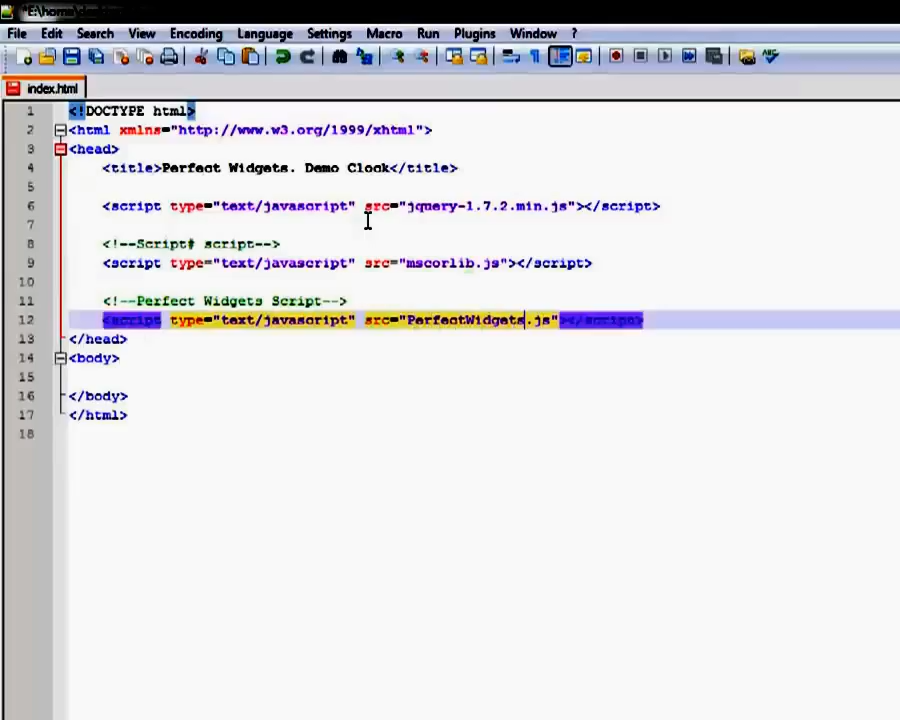 "E:\home\
File Edit Search View Encoding Language Settings Macro Run Plugins Window ?
index.html
1 <!DOCTYPE html>
2 <html xmlns="http://www.w3.org/1999/xhtml">
3 <head>
4 <title>Perfect Widgets. Demo Clock</title>
5
6 <script type="text/javascript" src="jquery-1.7.2.min.js"></script>
7
8 <!--Script# script-->
9 <script type="text/javascript" src="mscorlib.js"></script>
10
11 <!--Perfect Widgets Script-->
12 <script type="text/javascript" src="PerfectWidgets.js"></script>
13 </head>
14 <body>
15
16 </body>
17 </html>
18